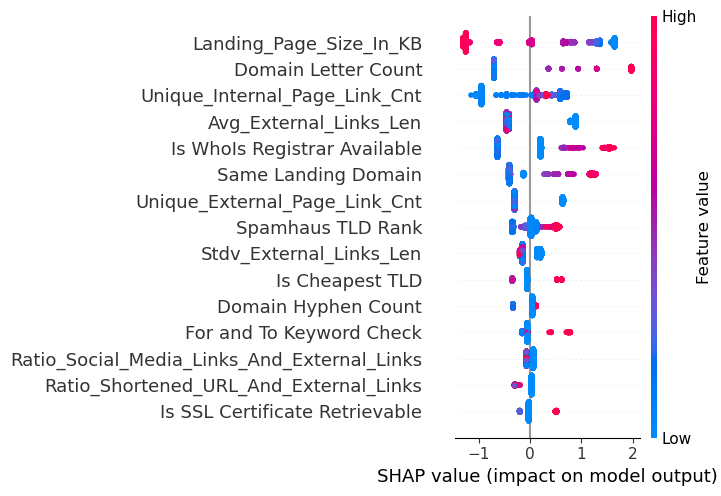 High
Landing_Page_Size_In_KB
Domain Letter Count
Unique_Internal_Page_Link_Cnt
Avg_External_Links_Len
Is WhoIs Registrar Available
Same Landing Domain
Unique_External_Page_Link_Cnt
Spamhaus TLD Rank
Stdv_External_Links_Len
Is Cheapest TLD
Domain Hyphen Count
For and To Keyword Check
Ratio_Social_Media_Links_And_External_Links
Ratio_Shortened_URL_And_External_Links
Is SSL Certificate Retrievable
Feature value
Low
−1 0 1 2
SHAP value (impact on model output)